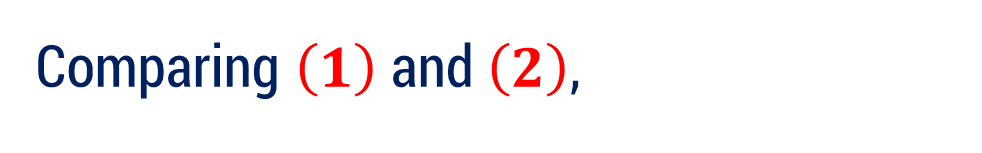 Comparing (1) and (2),